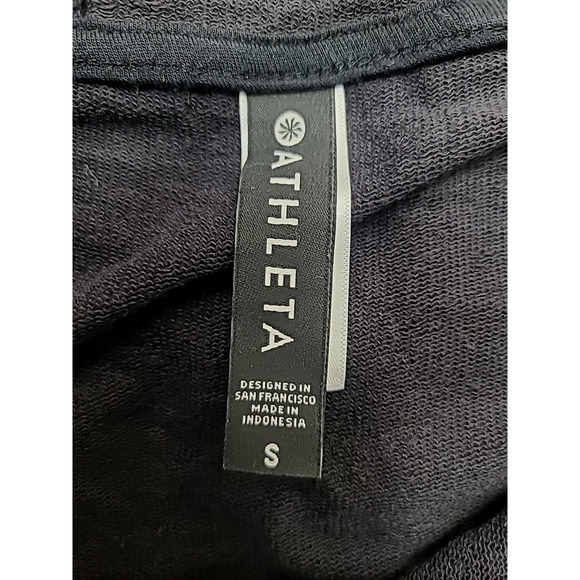 ATHLETA
DESIGNED IN
SAN FRANCISCO
MADE IN
INDONESIA
S